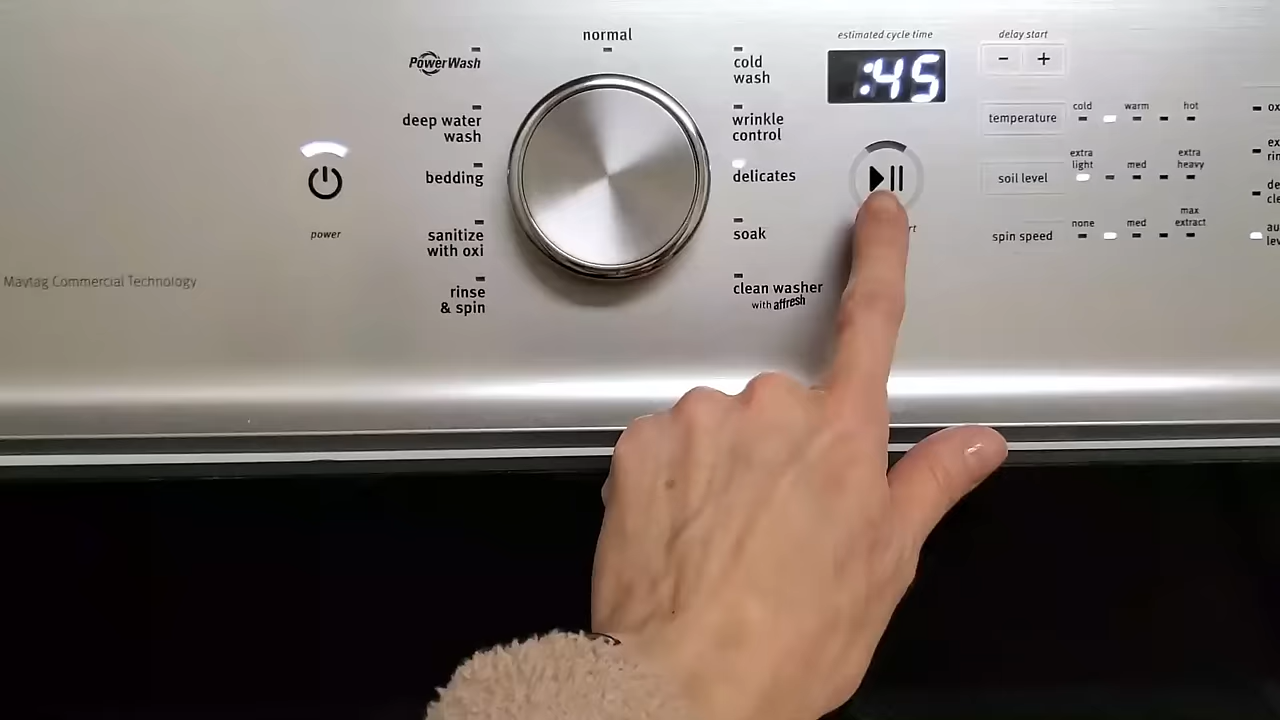 PowerWash
deep water
wash
bedding
sanitize
with oxi
rinse
& spin
normal
cold
wash
wrinkle
control
delicates
soak
clean washer
with affresh
power
Maytag Commercial Technology
estimated cycle time
:45
delay start
- +
temperature
cold warm hot
soil level
extra
light med extra
heavy
spin speed
none med max
extract